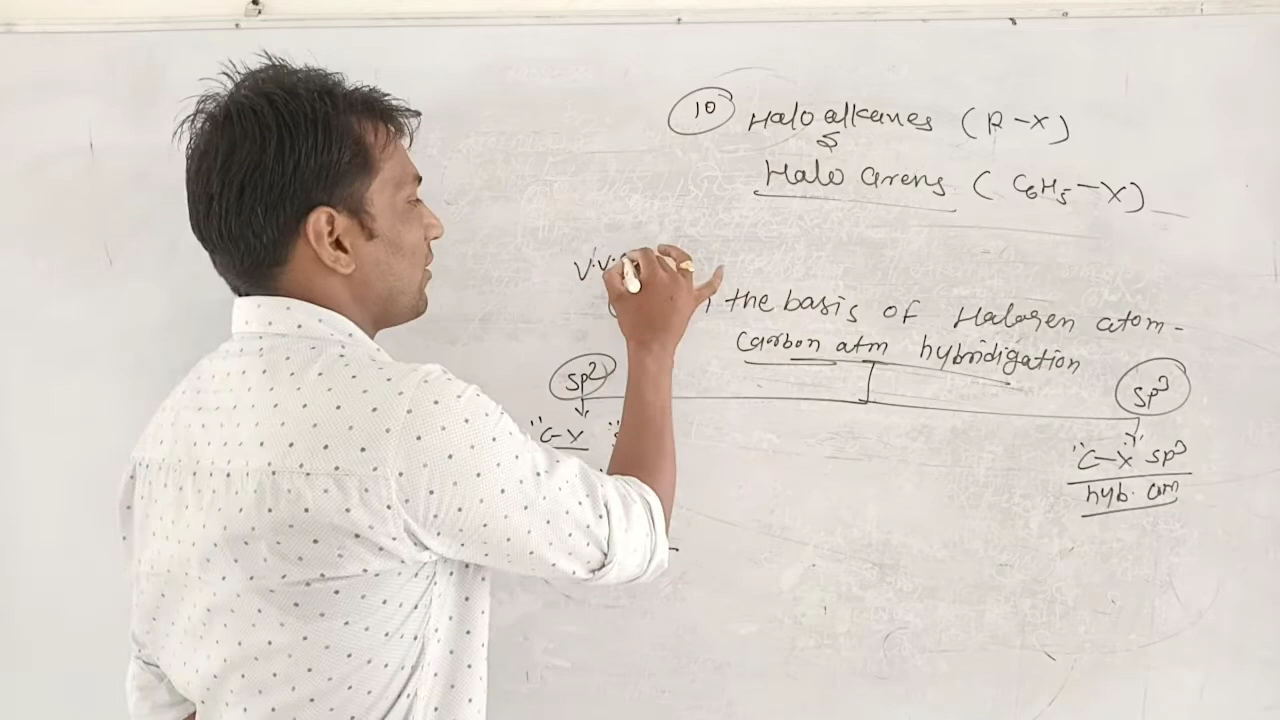 10 Halo alkanes (R-X)
&
Halo arens (C6H5-X)
V.V.
the basis of Halogen atom-
carbon atm hybridigation
sp2 sp3
"C-X "C-X" sp3
hyb. atm